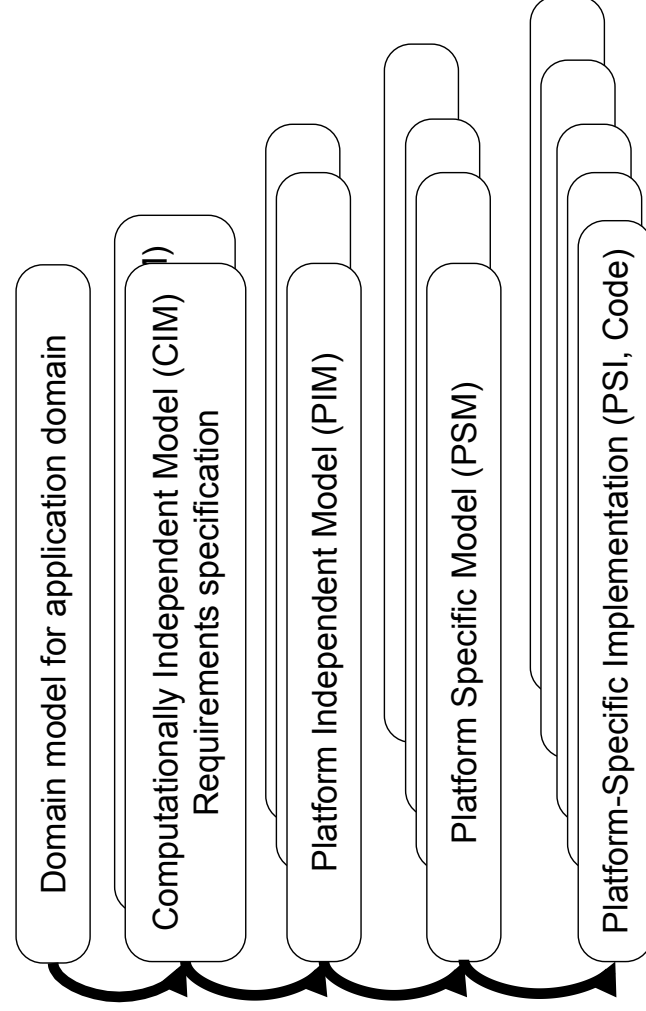 Domain model for application domain
Computationally Independent Model (CIM)
Requirements specification
Platform Independent Model (PIM)
Platform Specific Model (PSM)
Platform-Specific Implementation (PSI, Code)